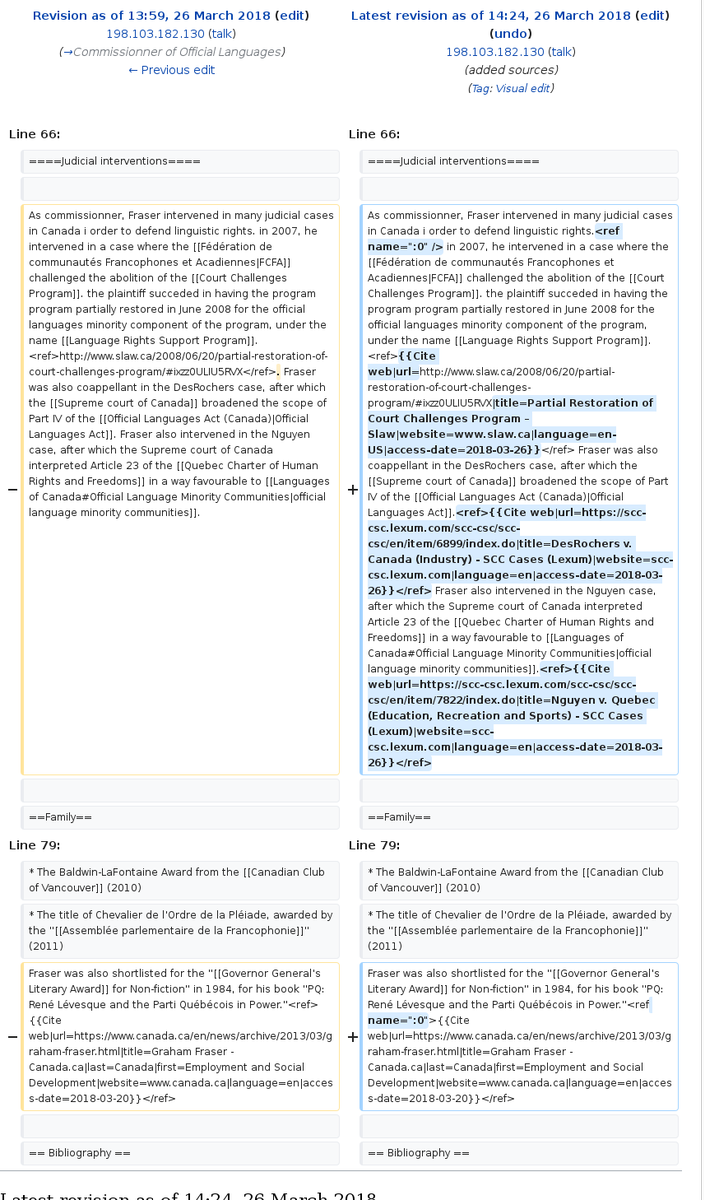 Revision as of 13:59, 26 March 2018 (edit)
198.103.182.130 (talk)
(→Commissionner of Official Languages)
← Previous edit
Latest revision as of 14:24, 26 March 2018 (edit)
(undo)
198.103.182.130 (talk)
(added sources)
(Tag: Visual edit)
Line 66:
Line 66:
====Judicial interventions====
====Judicial interventions====
−
As commissionner, Fraser intervened in many judicial cases
in Canada i order to defend linguistic rights. in 2007, he
intervened in a case where the [[Fédération de
communautés Francophones et Acadiennes|FCFA]]
challenged the abolition of the [[Court Challenges
Program]]. the plaintiff succeded in having the program
program partially restored in June 2008 for the official
languages minority component of the program, under the
name [[Language Rights Support Program]].
<ref>http://www.slaw.ca/2008/06/20/partial-restoration-of-
court-challenges-program/#ixzz0ULIU5RVX</ref>. Fraser
was also coappellant in the DesRochers case, after which
the [[Supreme court of Canada]] broadened the scope of
Part IV of the [[Official Languages Act (Canada)|Official
Languages Act]]. Fraser also intervened in the Nguyen
case, after which the Supreme court of Canada
interpreted Article 23 of the [[Quebec Charter of Human
Rights and Freedoms]] in a way favourable to [[Languages
of Canada#Official Language Minority Communities|official
language minority communities]].
+
As commissionner, Fraser intervened in many judicial cases
in Canada i order to defend linguistic rights.<ref
name=":0" /> in 2007, he intervened in a case where the
[[Fédération de communautés Francophones et
Acadiennes|FCFA]] challenged the abolition of the [[Court
Challenges Program]]. the plaintiff succeded in having the
program program partially restored in June 2008 for the
official languages minority component of the program,
under the name [[Language Rights Support Program]].
<ref>{{Cite
web|url=http://www.slaw.ca/2008/06/20/partial-
restoration-of-court-challenges-
program/#ixzz0ULIU5RVX|title=Partial Restoration of
Court Challenges Program –
Slaw|website=www.slaw.ca|language=en-
US|access-date=2018-03-26}}</ref> Fraser was also
coappellant in the DesRochers case, after which the
[[Supreme court of Canada]] broadened the scope of Part
IV of the [[Official Languages Act (Canada)|Official
Languages Act]].<ref>{{Cite web|url=https://scc-
csc.lexum.com/scc-csc/scc-
csc/en/item/6899/index.do|title=DesRochers v.
Canada (Industry) - SCC Cases (Lexum)|website=scc-
csc.lexum.com|language=en|access-date=2018-03-
26}}</ref> Fraser also intervened in the Nguyen case,
after which the Supreme court of Canada interpreted
Article 23 of the [[Quebec Charter of Human Rights and
Freedoms]] in a way favourable to [[Languages of
Canada#Official Language Minority Communities|official
language minority communities]].<ref>{{Cite
web|url=https://scc-csc.lexum.com/scc-csc/scc-
csc/en/item/7822/index.do|title=Nguyen v. Quebec
(Education, Recreation and Sports) - SCC Cases
(Lexum)|website=scc-
csc.lexum.com|language=en|access-date=2018-03-
26}}</ref>
==Family==
==Family==
Line 79:
Line 79:
* The Baldwin-LaFontaine Award from the [[Canadian Club
of Vancouver]] (2010)
* The Baldwin-LaFontaine Award from the [[Canadian Club
of Vancouver]] (2010)
* The title of Chevalier de l'Ordre de la Pléiade, awarded by
the "[[Assemblée parlementaire de la Francophonie]]"
(2011)
* The title of Chevalier de l'Ordre de la Pléiade, awarded by
the "[[Assemblée parlementaire de la Francophonie]]"
(2011)
−
Fraser was also shortlisted for the "[[Governor General's
Literary Award]] for Non-fiction" in 1984, for his book "PQ:
René Lévesque and the Parti Québécois in Power."<ref>
{{Cite
web|url=https://www.canada.ca/en/news/archive/2013/03/g
raham-fraser.html|title=Graham Fraser -
Canada.ca|last=Canada|first=Employment and Social
Development|website=www.canada.ca|language=en|acces
s-date=2018-03-20}}</ref>
+
Fraser was also shortlisted for the "[[Governor General's
Literary Award]] for Non-fiction" in 1984, for his book "PQ:
René Lévesque and the Parti Québécois in Power."<ref
name=":0">{{Cite
web|url=https://www.canada.ca/en/news/archive/2013/03/g
raham-fraser.html|title=Graham Fraser -
Canada.ca|last=Canada|first=Employment and Social
Development|website=www.canada.ca|language=en|acces
s-date=2018-03-20}}</ref>
== Bibliography ==
== Bibliography ==
Latest revision as of 14:24, 26 March 2018